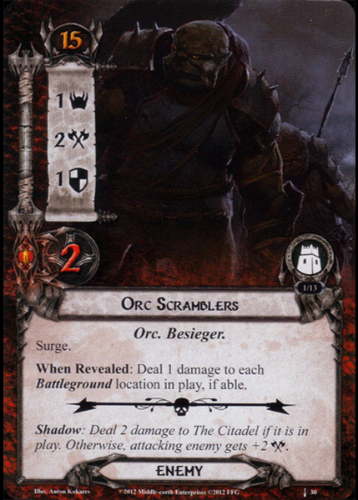 15
1
2
1
2
ORC SCRAMBLERS
1/13
Orc. Besieger.
Surge.
When Revealed: Deal 1 damage to each
Battleground location in play, if able.
Shadow: Deal 2 damage to The Citadel if it is in
play. Otherwise, attacking enemy gets +2
ENEMY
Illus. Anton Kokarev ©2012 Middle-earth Enterprises ©2012 FFG 30